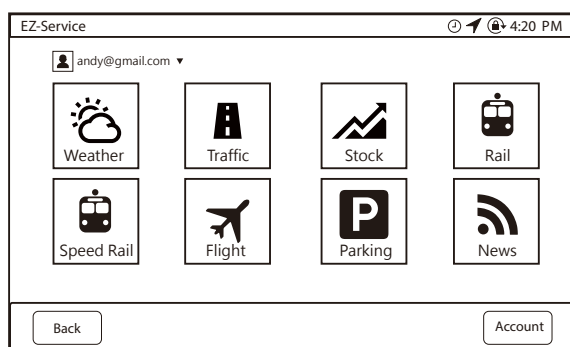 EZ-Service 4:20 PM
andy@gmail.com
Weather Traffic Stock Rail
Speed Rail Flight P Parking News
Back Account